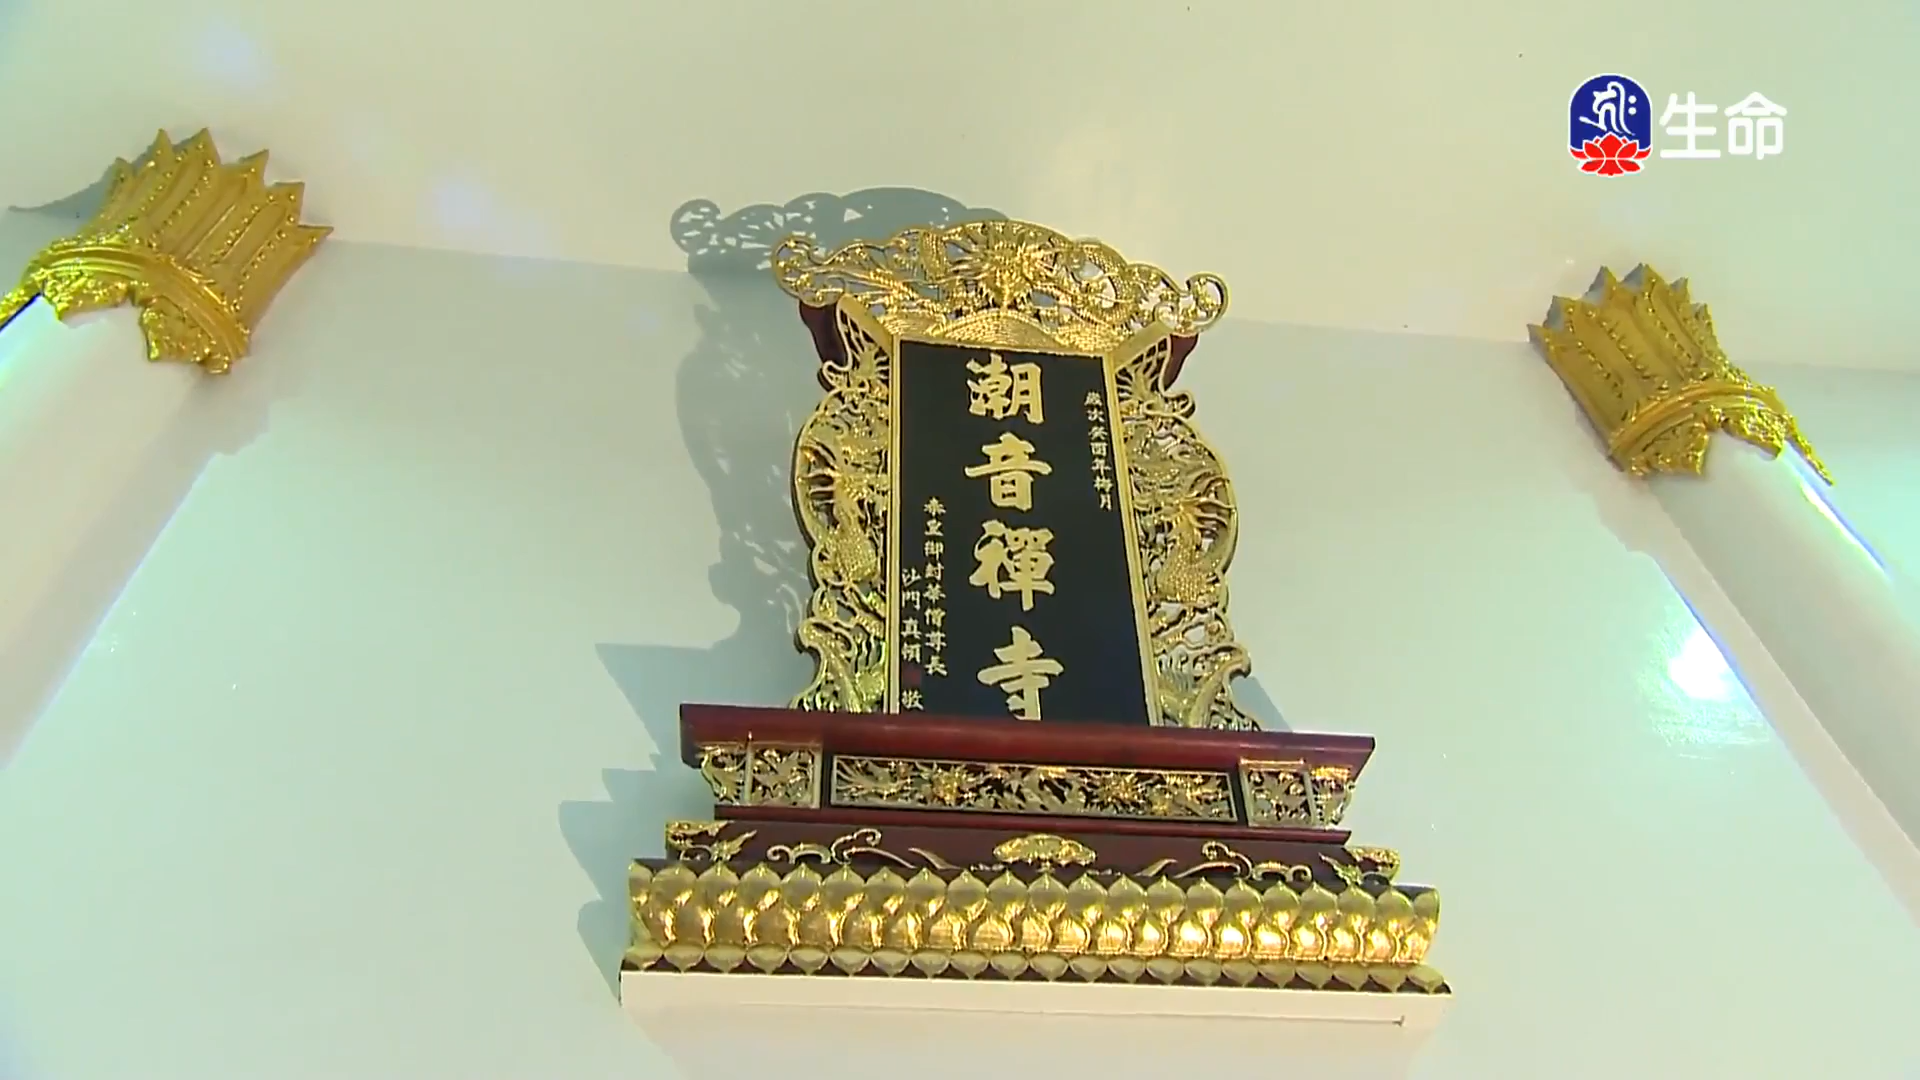 生命
歲次癸酉年梅月
潮音禪寺
泰皇御封華僧尊長
沙門真頓
敬